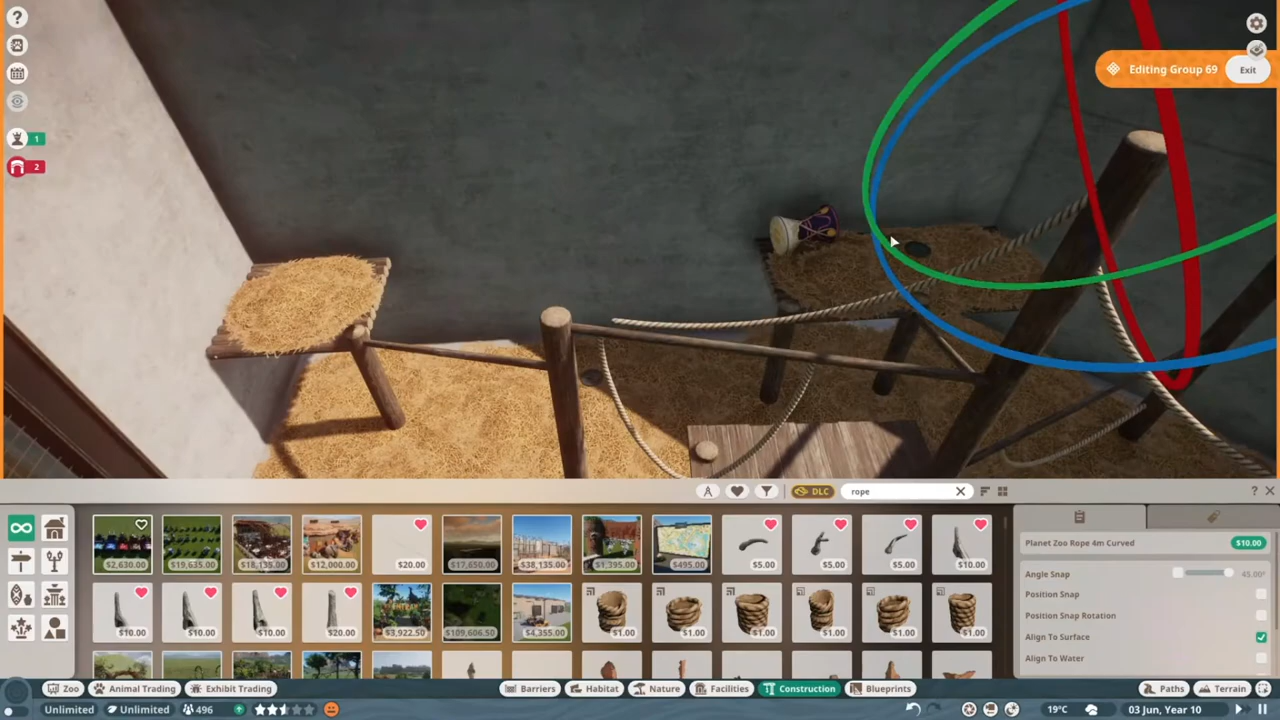 ?
Editing Group 69
Exit
1
2
DLC
rope
?
$2,630.00
$19,635.00
$18,135.00
$12,000.00
$20.00
$17,650.00
$38,135.00
$1,395.00
$495.00
$5.00
$5.00
$5.00
$10.00
$10.00
$10.00
$10.00
$20.00
$3,922.50
$109,606.50
$4,355.00
$1.00
$1.00
$1.00
$1.00
$1.00
$1.00
Planet Zoo Rope 4m Curved
$10.00
Angle Snap
45.00°
Position Snap
Position Snap Rotation
Align To Surface
Align To Water
Zoo
Animal Trading
Exhibit Trading
Barriers
Habitat
Nature
Facilities
Construction
Blueprints
Paths
Terrain
Unlimited
Unlimited
496
19°C
03 Jun, Year 10